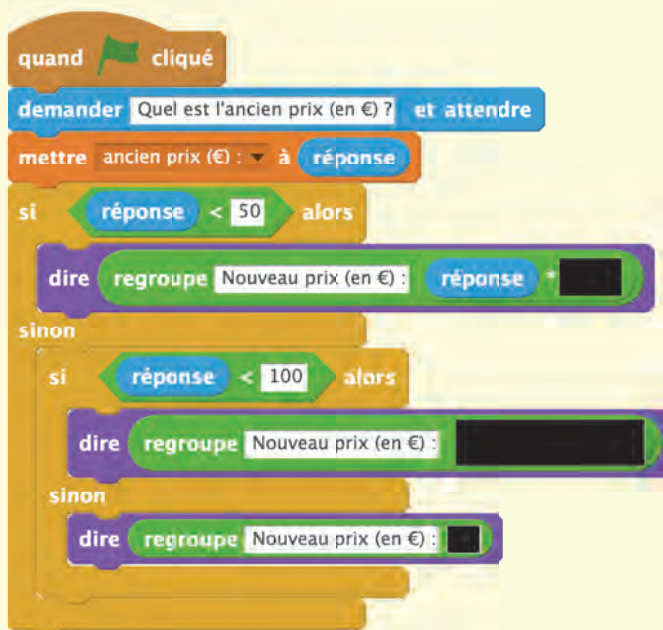 quand cliqué
demander Quel est l'ancien prix (en €) ? et attendre
mettre ancien prix (€) : à réponse
si réponse < 50 alors
dire regroupe Nouveau prix (en €) : réponse *
sinon
si réponse < 100 alors
dire regroupe Nouveau prix (en €) :
sinon
dire regroupe Nouveau prix (en €) :